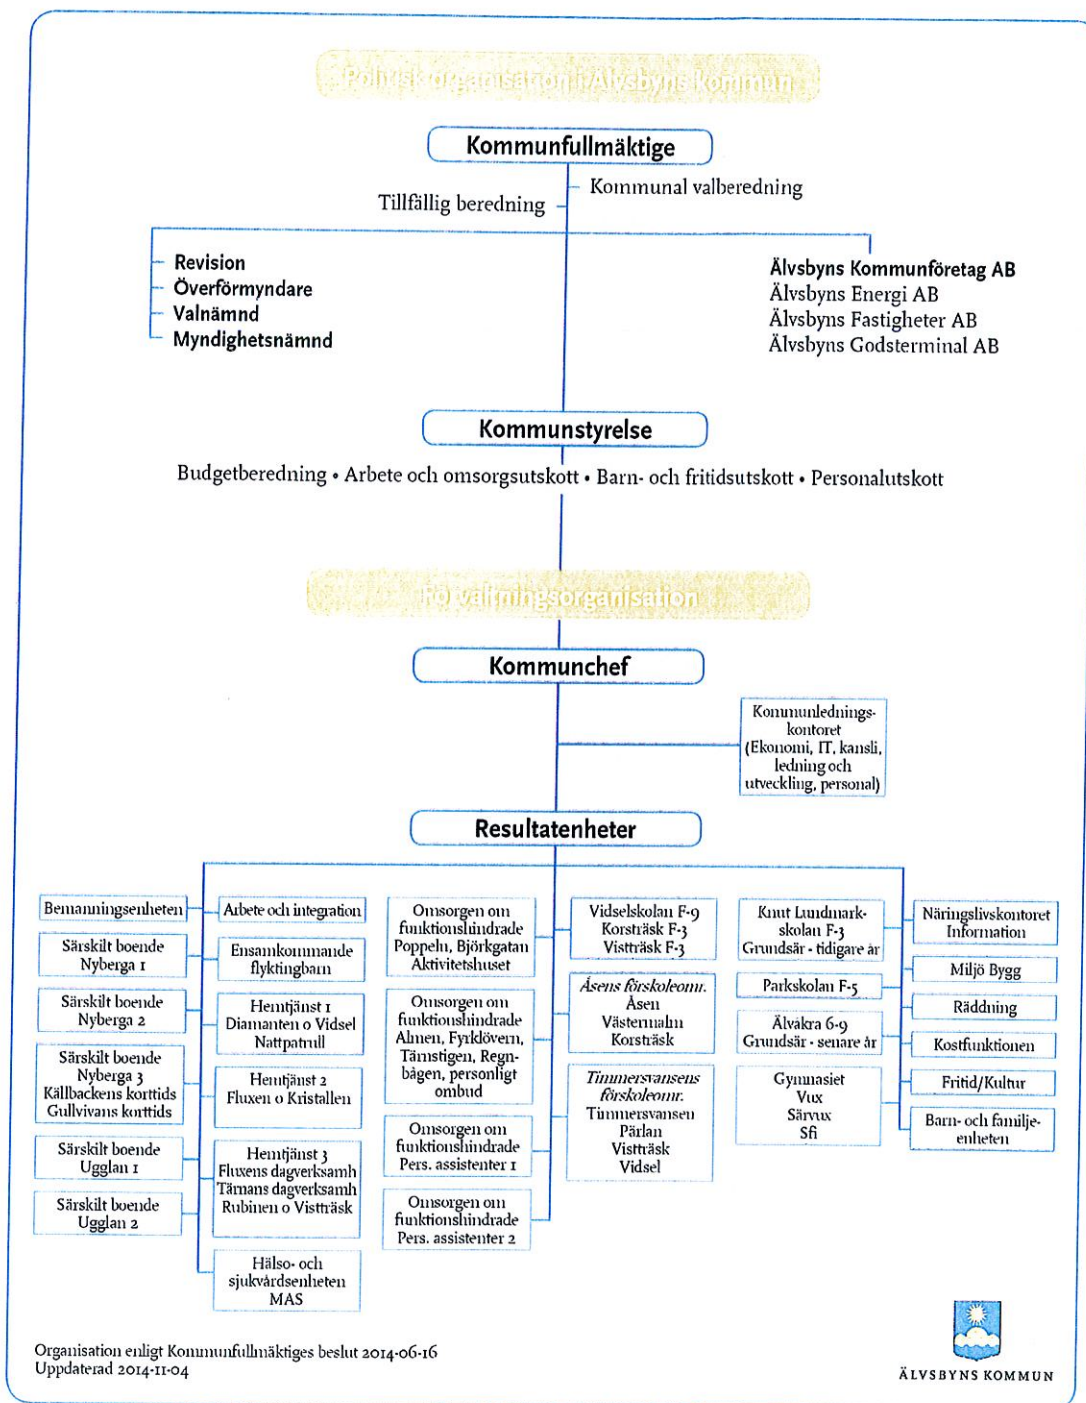 Politisk organisation i Älvsbyns kommun
Kommunfullmäktige
Kommunal valberedning
Tillfällig beredning
Revision
Överförmyndare
Valnämnd
Myndighetsnämnd
Älvsbyns Kommunföretag AB
Älvsbyns Energi AB
Älvsbyns Fastigheter AB
Älvsbyns Godsterminal AB
Kommunstyrelse
Budgetberedning • Arbete och omsorgsutskott • Barn- och fritidsutskott • Personalutskott
Förvaltningsorganisation
Kommunchef
Kommunlednings-
kontoret
(Ekonomi, IT, kansli,
ledning och
utveckling, personal)
Resultatenheter
Bemanningsenheten
Särskilt boende
Nyberga 1
Särskilt boende
Nyberga 2
Särskilt boende
Nyberga 3
Källbackens korttids
Gullvivans korttids
Särskilt boende
Ugglan 1
Särskilt boende
Ugglan 2
Arbete och integration
Ensamkommande
flyktingbarn
Hemtjänst 1
Diamanten o Vidsel
Nattpatrull
Hemtjänst 2
Fluxen o Kristallen
Hemtjänst 3
Fluxens dagverksamh
Tärnans dagverksamh
Rubinen o Vistträsk
Hälso- och
sjukvårdsenheten
MAS
Omsorgen om
funktionshindrade
Poppeln, Björkgatan
Aktivitetshuset
Omsorgen om
funktionshindrade
Almen, Fyrklövern,
Tärnstigen, Regn-
bågen, personligt
ombud
Omsorgen om
funktionshindrade
Pers. assistenter 1
Omsorgen om
funktionshindrade
Pers. assistenter 2
Vidselskolan F-9
Korsträsk F-3
Vistträsk F-3
Åsens förskoleomr.
Åsen
Västermalm
Korsträsk
Timmersvansens
förskoleomr.
Timmersvansen
Pärlan
Vistträsk
Vidsel
Knut Lundmark-
skolan F-3
Grundsär - tidigare år
Parkskolan F-5
Älvåkra 6-9
Grundsär - senare år
Gymnasiet
Vux
Särvux
Sfi
Näringslivskontoret
Information
Miljö Bygg
Räddning
Kostfunktionen
Fritid/Kultur
Barn- och familje-
enheten
Organisation enligt Kommunfullmäktiges beslut 2014-06-16
Uppdaterad 2014-11-04
ÄLVSBYNS KOMMUN